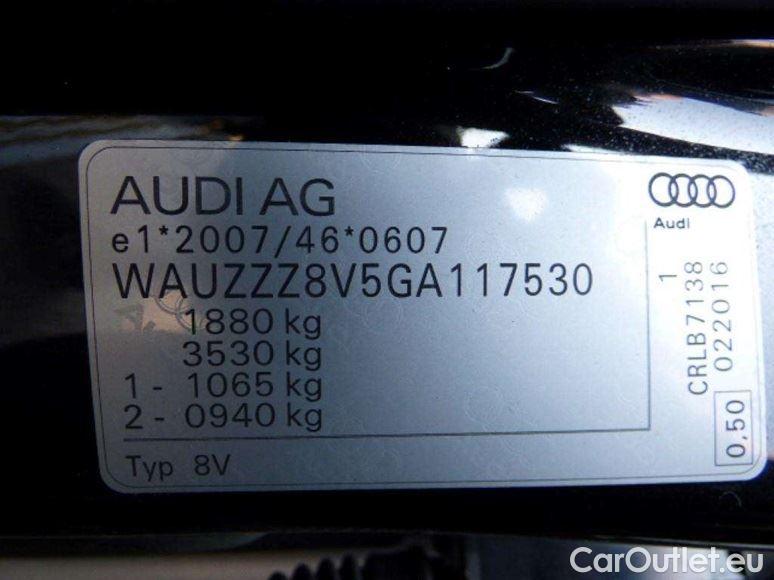 AUDI AG
e1*2007/46*0607
WAUZZZ8V5GA117530
1880 kg
3530 kg
1 - 1065 kg
2 - 0940 kg
Typ 8V
Audi
1
CRLB7138
022016
0,50
CarOutlet.eu